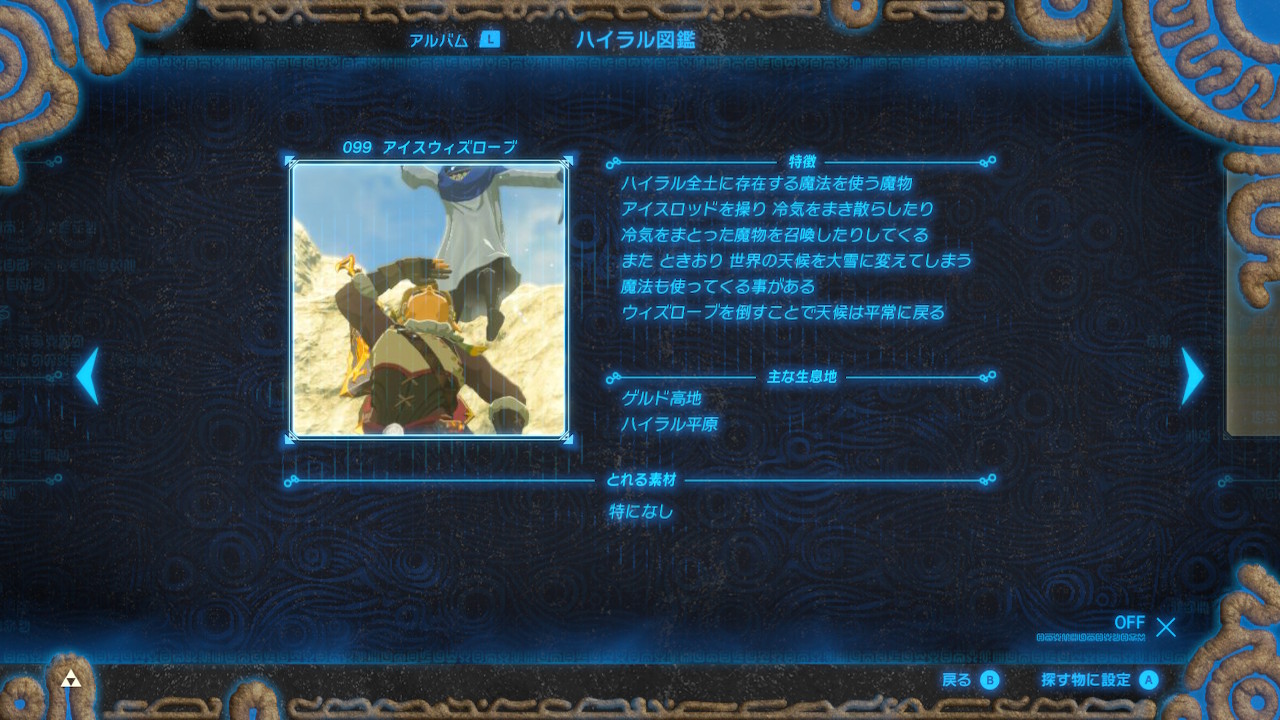 アルバム L
ハイラル図鑑
099 アイスウィズローブ
特徴
ハイラル全土に存在する魔法を使う魔物
アイスロッドを操り 冷気をまき散らしたり
冷気をまとった魔物を召喚したりしてくる
また ときおり 世界の天候を大雪に変えてしまう
魔法も使ってくる事がある
ウィズローブを倒すことで天候は平常に戻る
主な生息地
ゲルド高地
ハイラル平原
とれる素材
特になし
OFF
戻る B
探す物に設定 A